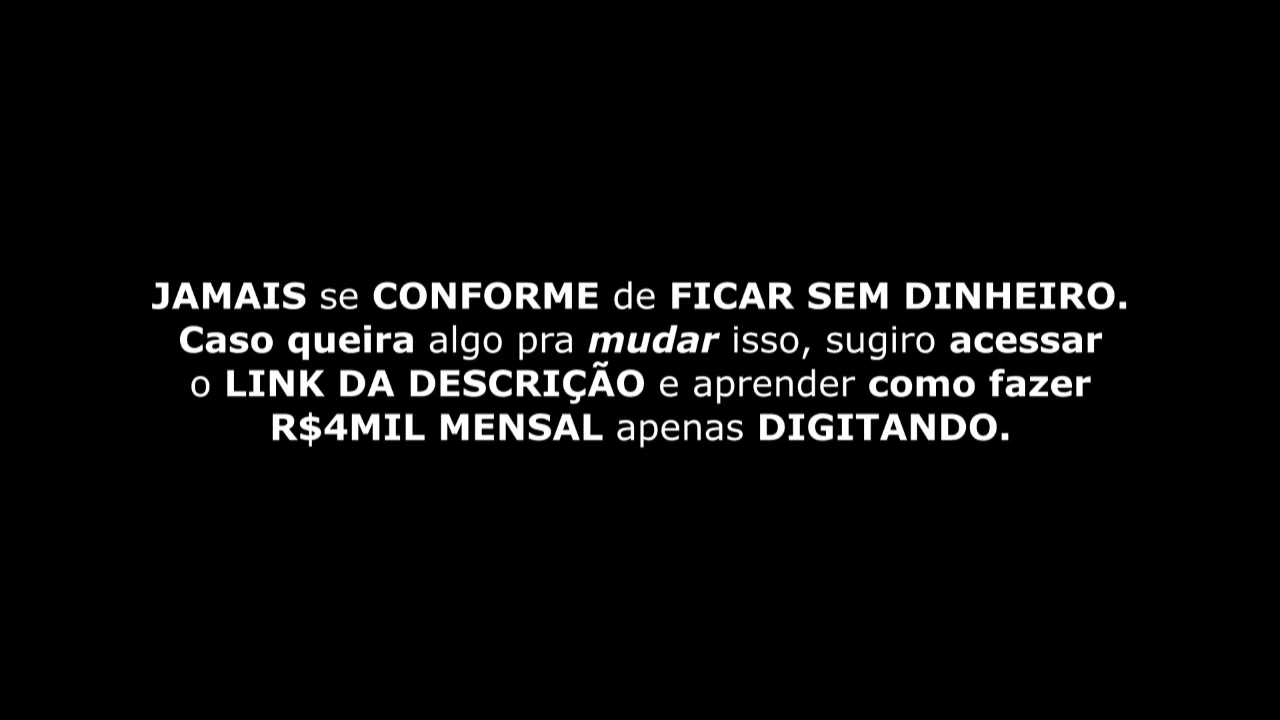 JAMAIS se CONFORME de FICAR SEM DINHEIRO.
Caso queira algo pra mudar isso, sugiro acessar
o LINK DA DESCRIÇÃO e aprender como fazer
R$4MIL MENSAL apenas DIGITANDO.